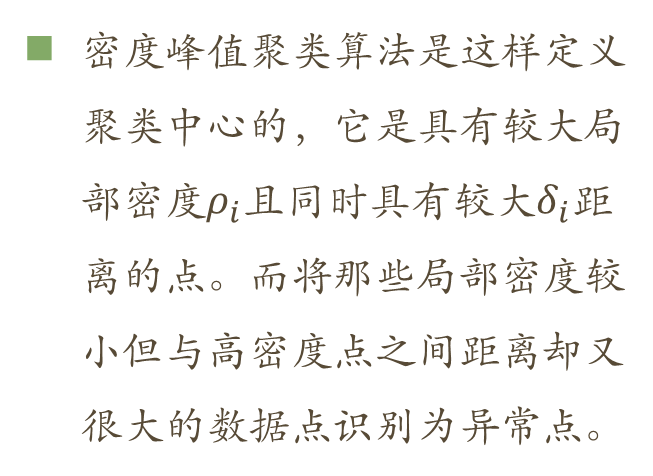 密度峰值聚类算法是这样定义
聚类中心的，它是具有较大局
部密度ρᵢ且同时具有较大δᵢ距
离的点。而将那些局部密度较
小但与高密度点之间距离却又
很大的数据点识别为异常点。